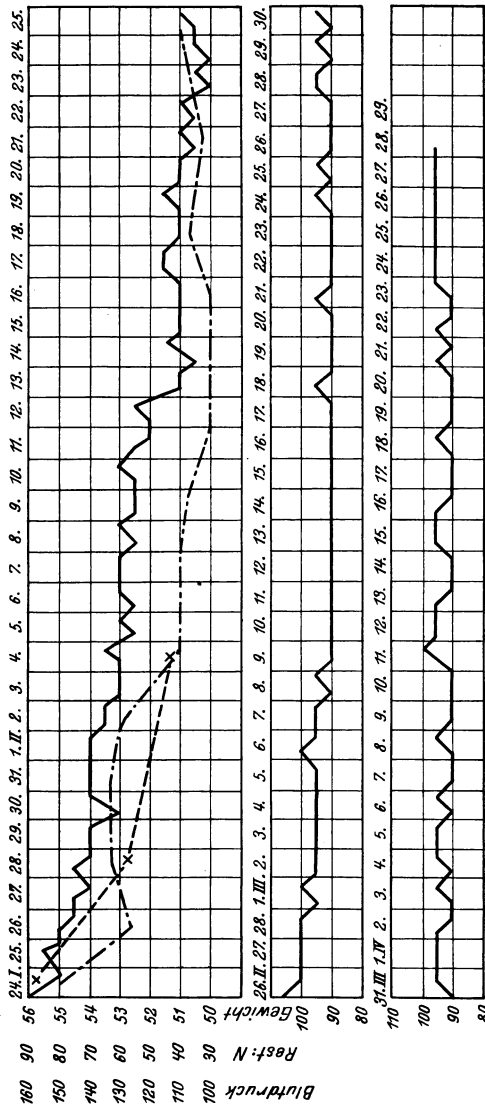 24.I 25. 26. 27. 28. 29. 30. 31. 1.II. 2. 3. 4. 5. 6. 7. 8. 9. 10. 11. 12. 13. 14. 15. 16. 17. 18. 19. 20. 21. 22. 23. 24. 25.
160 90 56
150 80 55
140 70 54
130 60 53
120 50 52
110 40 51
100 30 50
Blutdruck Rest:N Gewicht
26.II. 27. 28. 1.III. 2. 3. 4. 5. 6. 7. 8. 9. 10. 11. 12. 13. 14. 15. 16. 17. 18. 19. 20. 21. 22. 23. 24. 25. 26. 27. 28. 29. 30.
100
90
80
31.III 1.IV 2. 3. 4. 5. 6. 7. 8. 9. 10. 11. 12. 13. 15. 16. 17. 18. 19. 20. 21. 22. 23. 24. 25. 26. 27. 28. 29.
110
100
90
80